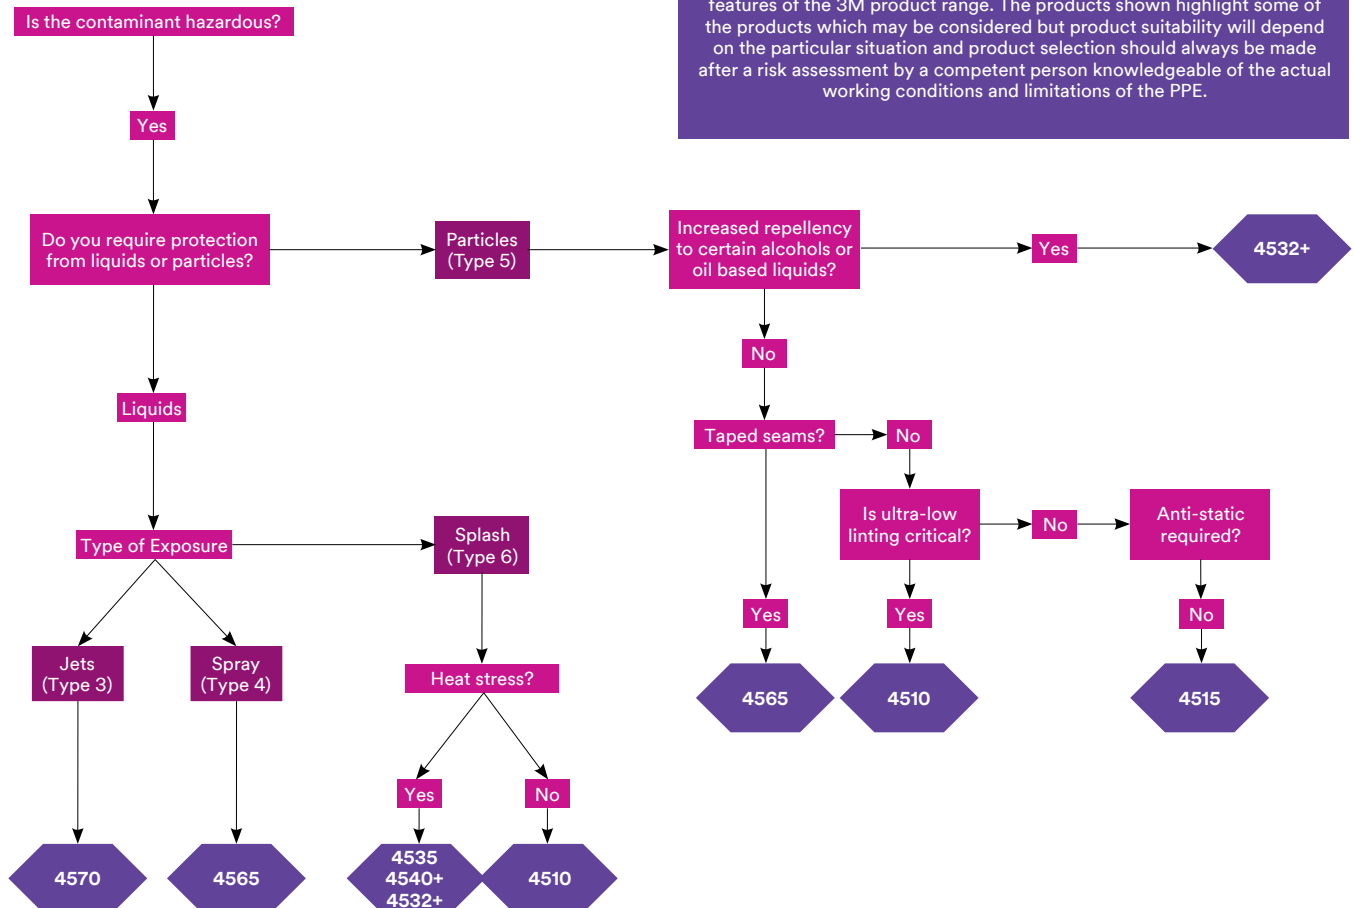 Is the contaminant hazardous?
features of the 3M product range. The products shown highlight some of
the products which may be considered but product suitability will depend
on the particular situation and product selection should always be made
after a risk assessment by a competent person knowledgeable of the actual
working conditions and limitations of the PPE.
Yes
Do you require protection
from liquids or particles?
Particles
(Type 5)
Increased repellency
to certain alcohols or
oil based liquids?
Yes
4532+
No
Liquids
Taped seams?
No
Is ultra-low
linting critical?
No
Anti-static
required?
Type of Exposure
Splash
(Type 6)
Yes
Yes
No
Jets
(Type 3)
Spray
(Type 4)
Heat stress?
4565
4510
4515
Yes
No
4570
4565
4535
4540+
4532+
4510